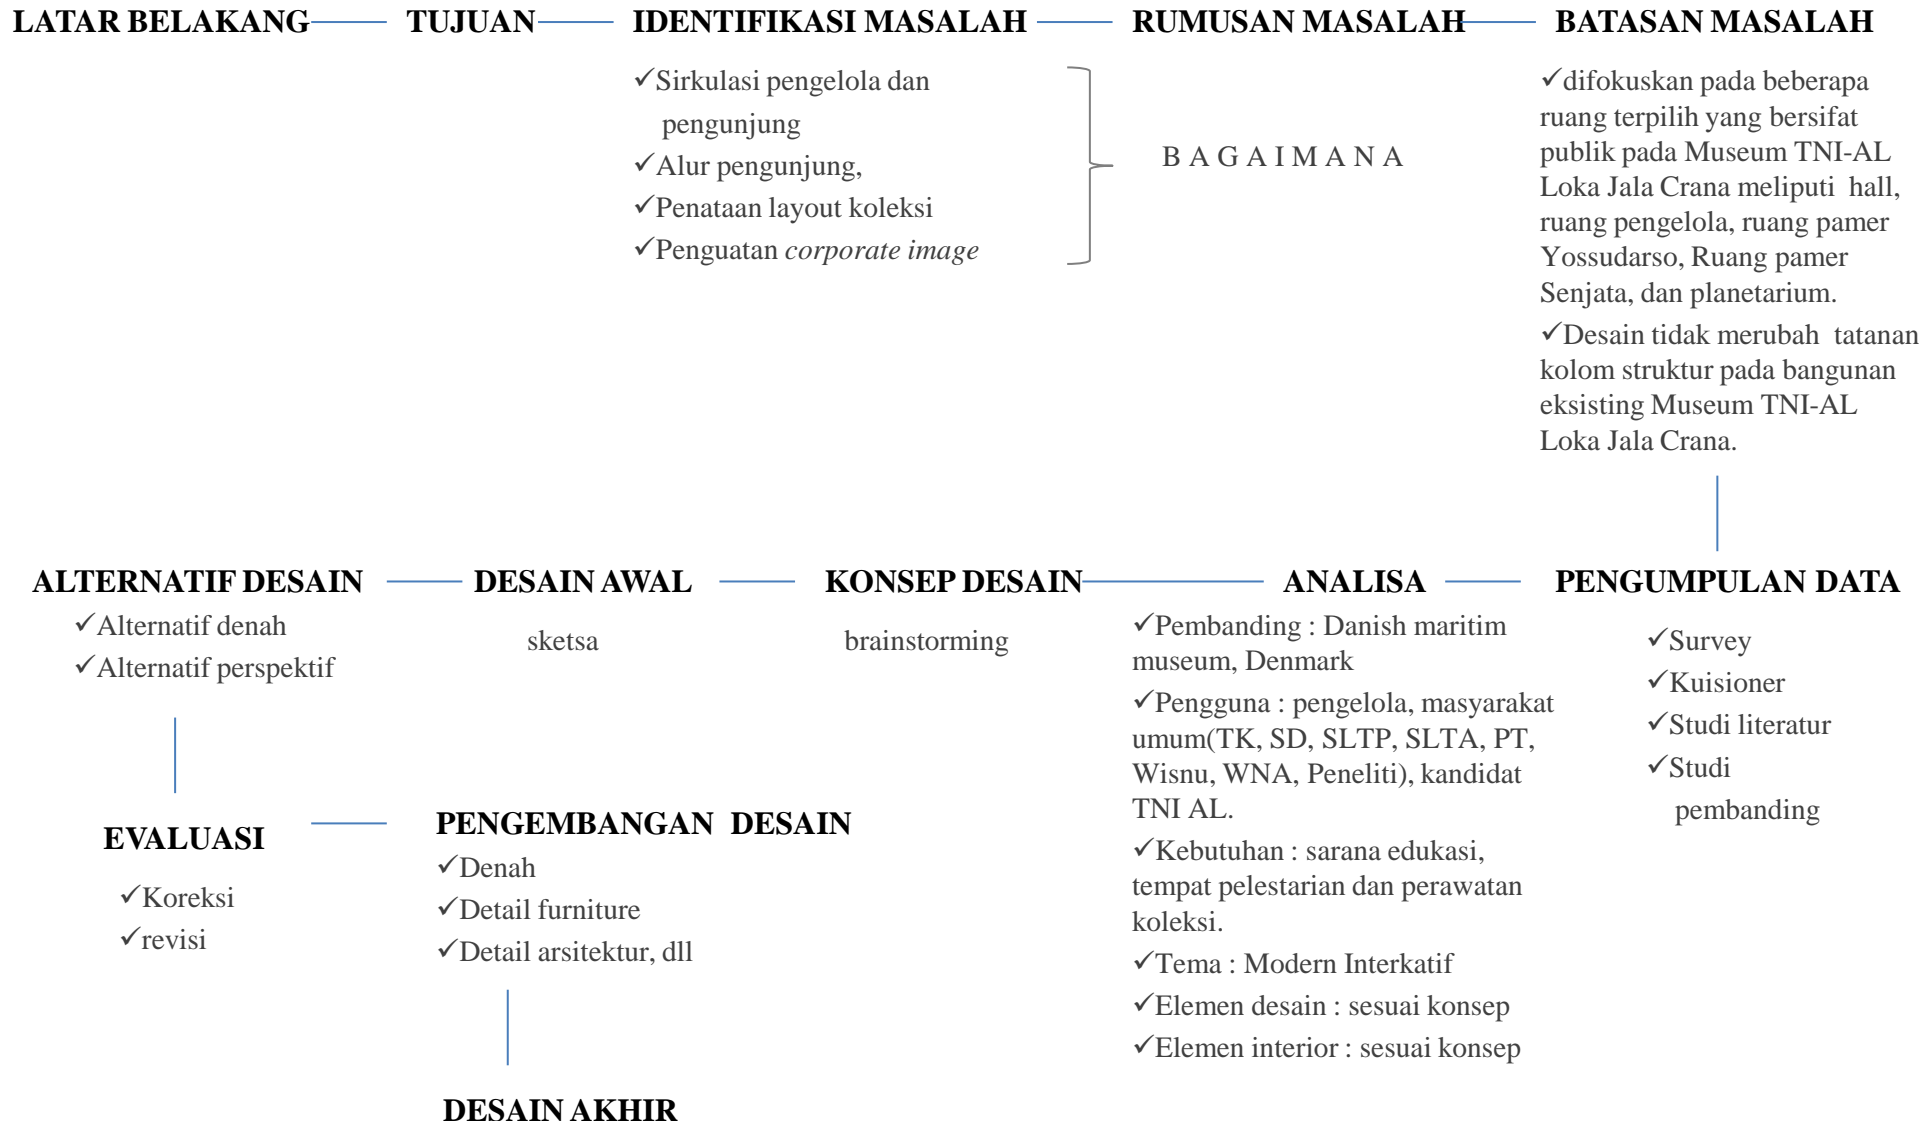 LATAR BELAKANG
TUJUAN
IDENTIFIKASI MASALAH
✓Sirkulasi pengelola dan
pengunjung
✓Alur pengunjung,
✓Penataan layout koleksi
✓Penguatan corporate image
RUMUSAN MASALAH
B A G A I M A N A
BATASAN MASALAH
✓difokuskan pada beberapa
ruang terpilih yang bersifat
publik pada Museum TNI-AL
Loka Jala Crana meliputi hall,
ruang pengelola, ruang pamer
Yossudarso, Ruang pamer
Senjata, dan planetarium.
✓Desain tidak merubah tatanan
kolom struktur pada bangunan
eksisting Museum TNI-AL
Loka Jala Crana.
PENGUMPULAN DATA
✓Survey
✓Kuisioner
✓Studi literatur
✓Studi
pembanding
ANALISA
✓Pembanding : Danish maritim
museum, Denmark
✓Pengguna : pengelola, masyarakat
umum(TK, SD, SLTP, SLTA, PT,
Wisnu, WNA, Peneliti), kandidat
TNI AL.
✓Kebutuhan : sarana edukasi,
tempat pelestarian dan perawatan
koleksi.
✓Tema : Modern Interkatif
✓Elemen desain : sesuai konsep
✓Elemen interior : sesuai konsep
KONSEP DESAIN
brainstorming
DESAIN AWAL
sketsa
ALTERNATIF DESAIN
✓Alternatif denah
✓Alternatif perspektif
EVALUASI
✓Koreksi
✓revisi
PENGEMBANGAN DESAIN
✓Denah
✓Detail furniture
✓Detail arsitektur, dll
DESAIN AKHIR